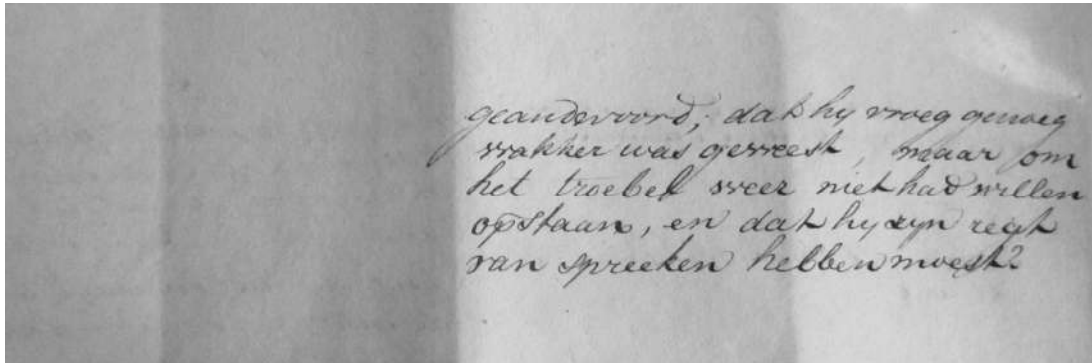 geandwoord, dat hy vroeg genoeg
wakker was geweest, maar om
het troebel weer niet had willen
opstaan, en dat hy zyn regt
van spreeken hebben moest?